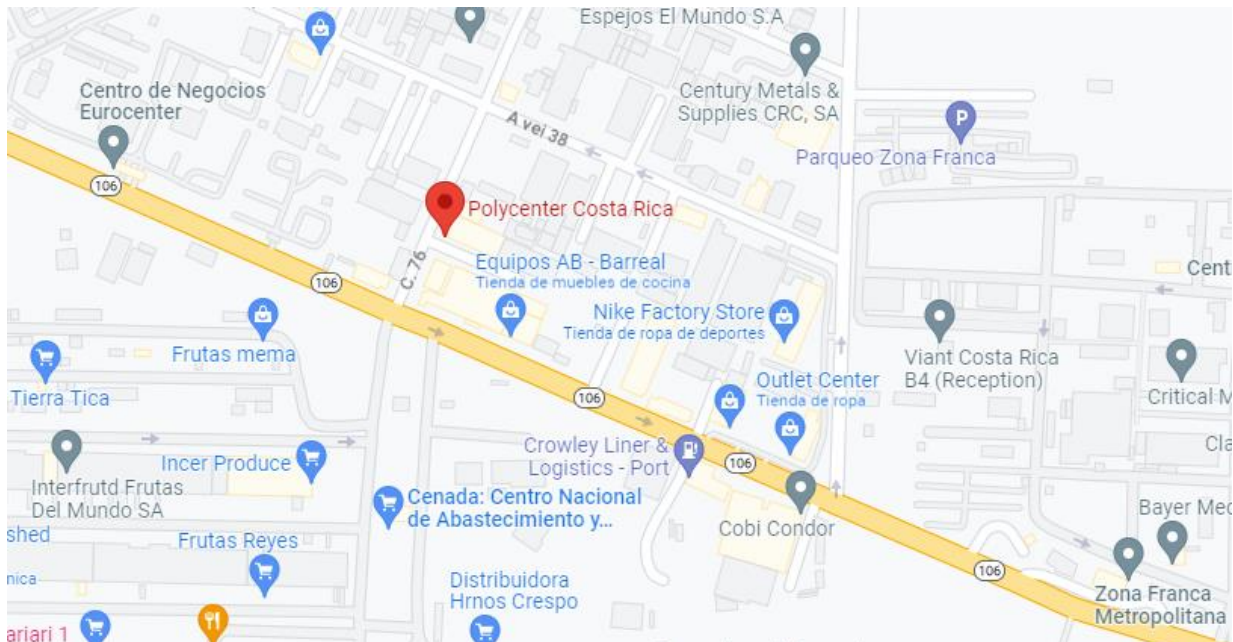 Espejos El Mundo S.A
Centro de Negocios
Eurocenter
Century Metals &
Supplies CRC, SA
A vei 38
P
Parqueo Zona Franca
106
Polycenter Costa Rica
C. 76
Equipos AB - Barreal
Tienda de muebles de cocina
Cent
106
Nike Factory Store
Tienda de ropa de deportes
Frutas mema
Viant Costa Rica
B4 (Reception)
Tierra Tica
Outlet Center
Tienda de ropa
Critical M
106
Crowley Liner &
Logistics - Port
Cla
Incer Produce
106
Interfrutd Frutas
Del Mundo SA
Cenada: Centro Nacional
de Abastecimiento y...
Cobi Condor
Bayer Med
shed
Frutas Reyes
106
nica
Distribuidora
Hrnos Crespo
Zona Franca
Metropolitana
ariari 1